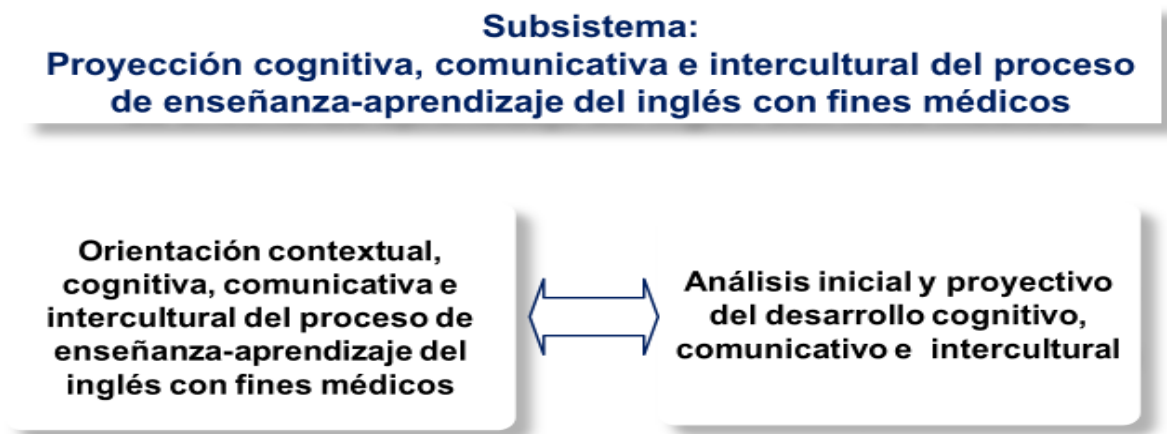 Subsistema:
Proyección cognitiva, comunicativa e intercultural del proceso
de enseñanza-aprendizaje del inglés con fines médicos
Orientación contextual,
cognitiva, comunicativa e
intercultural del proceso de
enseñanza-aprendizaje del
inglés con fines médicos
Análisis inicial y proyectivo
del desarrollo cognitivo,
comunicativo e intercultural